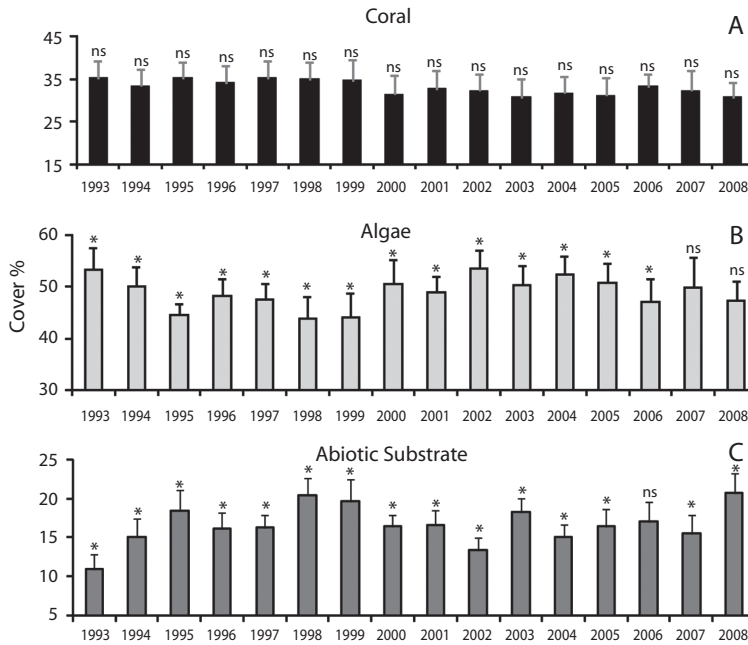 Coral
A
45
35
25
15
ns ns ns ns ns ns ns ns ns ns ns ns ns ns ns ns
1993 1994 1995 1996 1997 1998 1999 2000 2001 2002 2003 2004 2005 2006 2007 2008
Algae
B
Cover %
60
50
40
30
* * * * * * * * * * * * * * ns ns
1993 1994 1995 1996 1997 1998 1999 2000 2001 2002 2003 2004 2005 2006 2007 2008
Abiotic Substrate
C
25
20
15
10
5
* * * * * * * * * * * * * ns * *
1993 1994 1995 1996 1997 1998 1999 2000 2001 2002 2003 2004 2005 2006 2007 2008